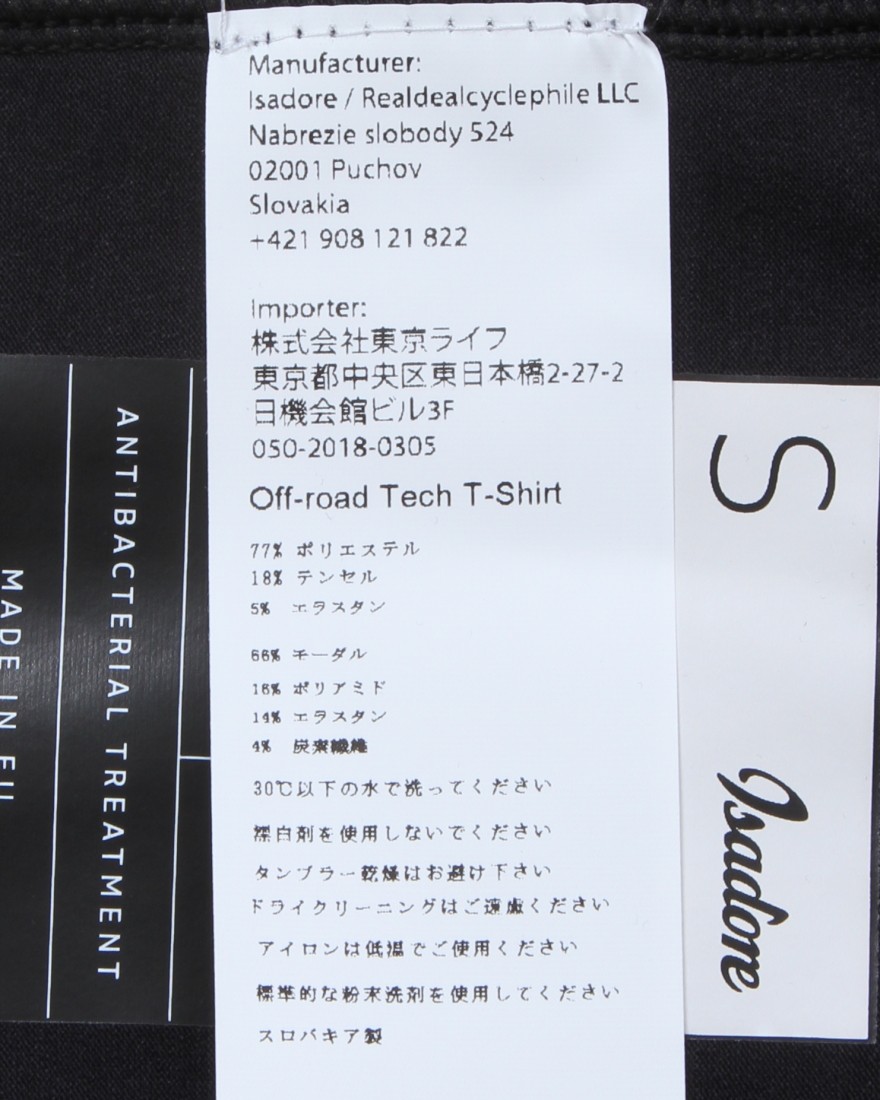 Manufacturer:
Isadore / Realdealcyclephile LLC
Nabrezie slobody 524
02001 Puchov
Slovakia
+421 908 121 822
Importer:
株式会社東京ライフ
東京都中央区東日本橋2-27-2
日機会館ビル3F
050-2018-0305
Off-road Tech T-Shirt
77% ポリエステル
18% テンセル
5% エラスタン
66% モーダル
16% ポリアミド
14% エラスタン
4% 炭素繊維
30℃以下の水で洗ってください
漂白剤を使用しないでください
タンブラー乾燥はお避け下さい
ドライクリーニングはご遠慮ください
アイロンは低温でご使用ください
標準的な粉末洗剤を使用してください
スロバキア製
ANTIBACTERIAL TREATMENT
MADE IN EU
S
Isadore